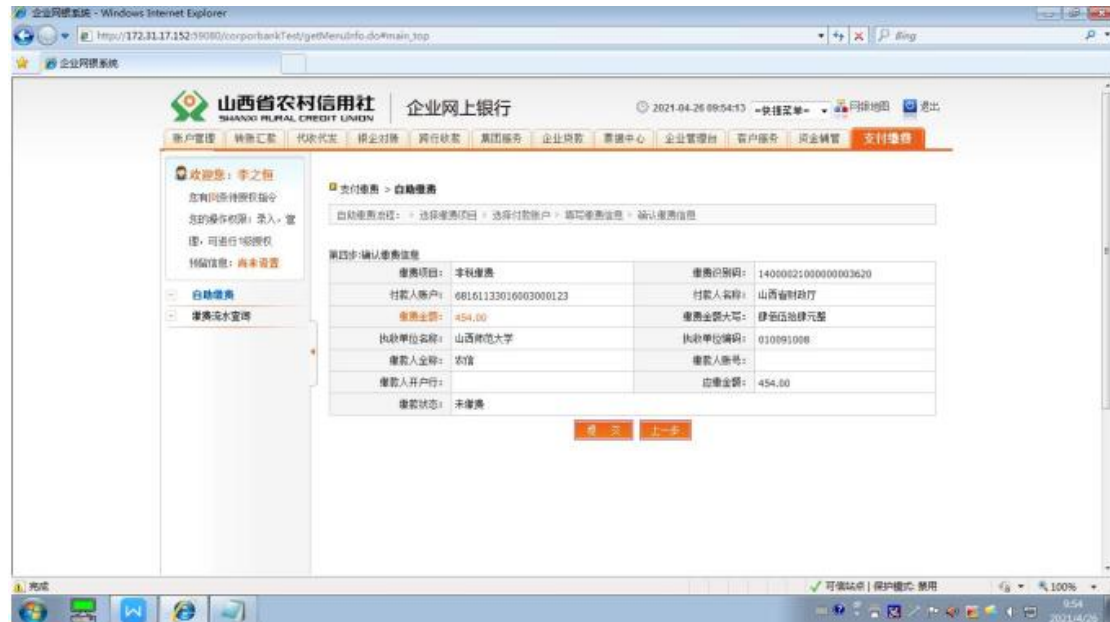 企业网银系统 - Windows Internet Explorer
http://172.31.17.152:59080/corporbankTest/getMenuInfo.do#main_top
Bing
企业网银系统
山西省农村信用社 企业网上银行
SHANXI RURAL CREDIT UNION
2021-04-26 09:54:13 -快捷菜单- 网银地图 退出
账户管理 转账汇款 代收代发 银企对账 跨行收款 集团服务 企业贷款 票据中心 企业管理台 客户服务 资金辅管 支付缴费
欢迎您: 李之恒
您的操作权限: 录入, 管
理, 可进行1级授权
预留信息: 尚未设置
自助缴费
缴费流水查询
支付缴费 > 自助缴费
自助缴费流程: 选择缴费项目 选择付款账户 填写缴费信息 确认缴费信息
第四步:确认缴费信息
缴费项目: 非税缴费 缴费识别码: 14000021000000003620
付款人账户: 68161133016003000123 付款人名称: 山西省财政厅
缴费金额: 454.00 缴费金额大写: 肆佰伍拾肆元整
执收单位名称: 山西师范大学 执收单位编码: 010091008
缴款人全称: 农信 缴款人账号:
缴款人开户行: 应缴金额: 454.00
缴款状态: 未缴费
提 交 上一步
完成 可信站点 | 保护模式: 禁用 100%
9:54
2021/4/26